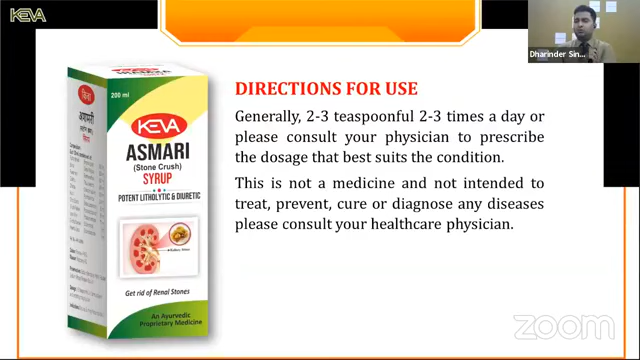 KEVA
Dharinder Sin...
DIRECTIONS FOR USE
Generally, 2-3 teaspoonful 2-3 times a day or
please consult your physician to prescribe
the dosage that best suits the condition.
This is not a medicine and not intended to
treat, prevent, cure or diagnose any diseases
please consult your healthcare physician.
200 ml
KEVA
ASMARI
(Stone Crush)
SYRUP
POTENT LITHOLYTIC & DIURETIC
Get rid of Renal Stones
An Ayurvedic
Proprietary Medicine
zoom